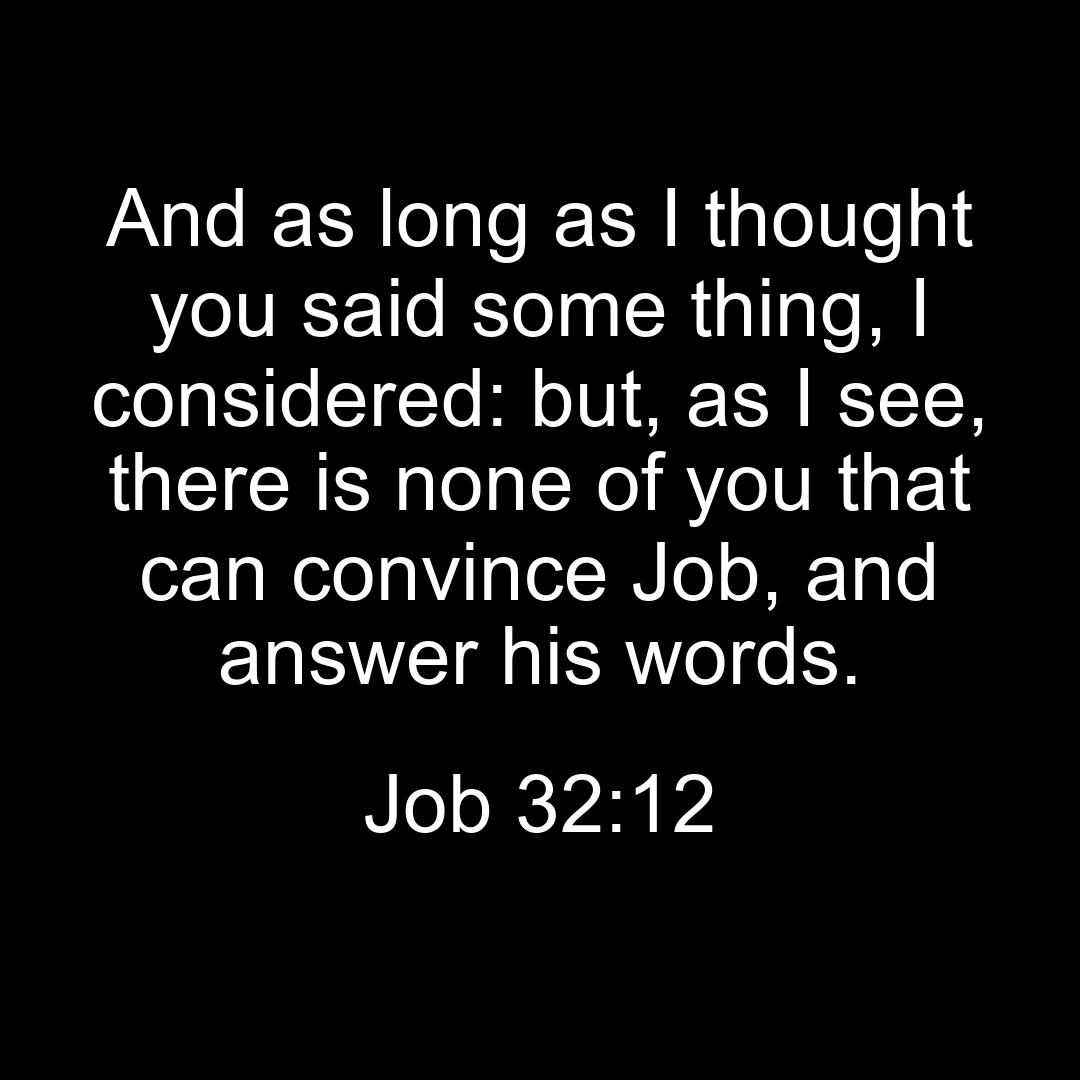 And as long as I thought
you said some thing, I
considered: but, as I see,
there is none of you that
can convince Job, and
answer his words.
Job 32:12